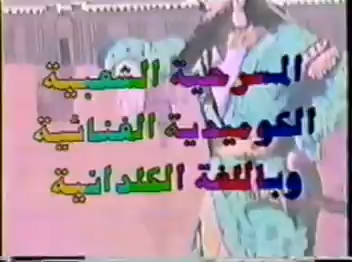 المسرحية الشعبية
الكوميدية الغنائية
وباللغة الكلدانية